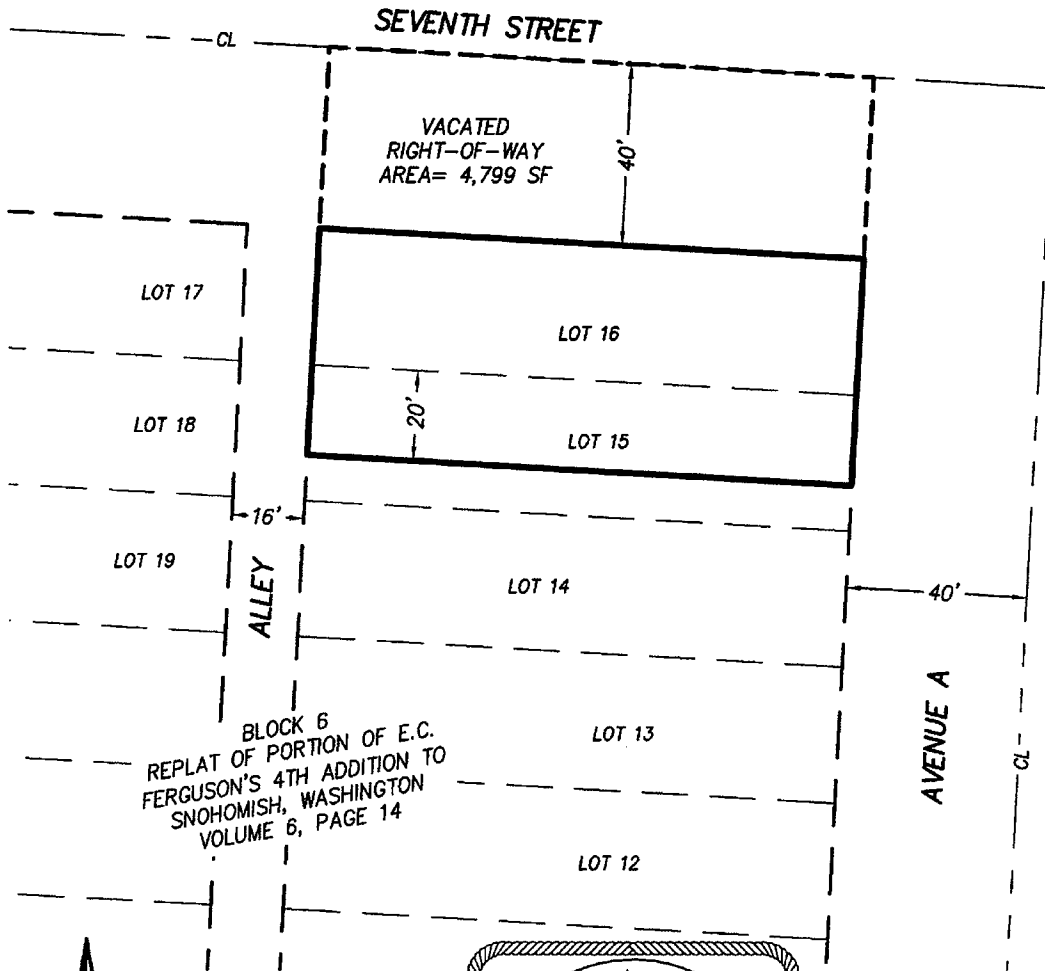 SEVENTH STREET
CL
VACATED
RIGHT-OF-WAY
AREA= 4,799 SF
40'
LOT 17
LOT 16
LOT 18
20'
LOT 15
16'
LOT 19
ALLEY
LOT 14
40'
AVENUE A
CL
BLOCK 6
REPLAT OF PORTION OF E.C.
FERGUSON'S 4TH ADDITION TO
SNOHOMISH, WASHINGTON
VOLUME 6, PAGE 14
LOT 13
LOT 12